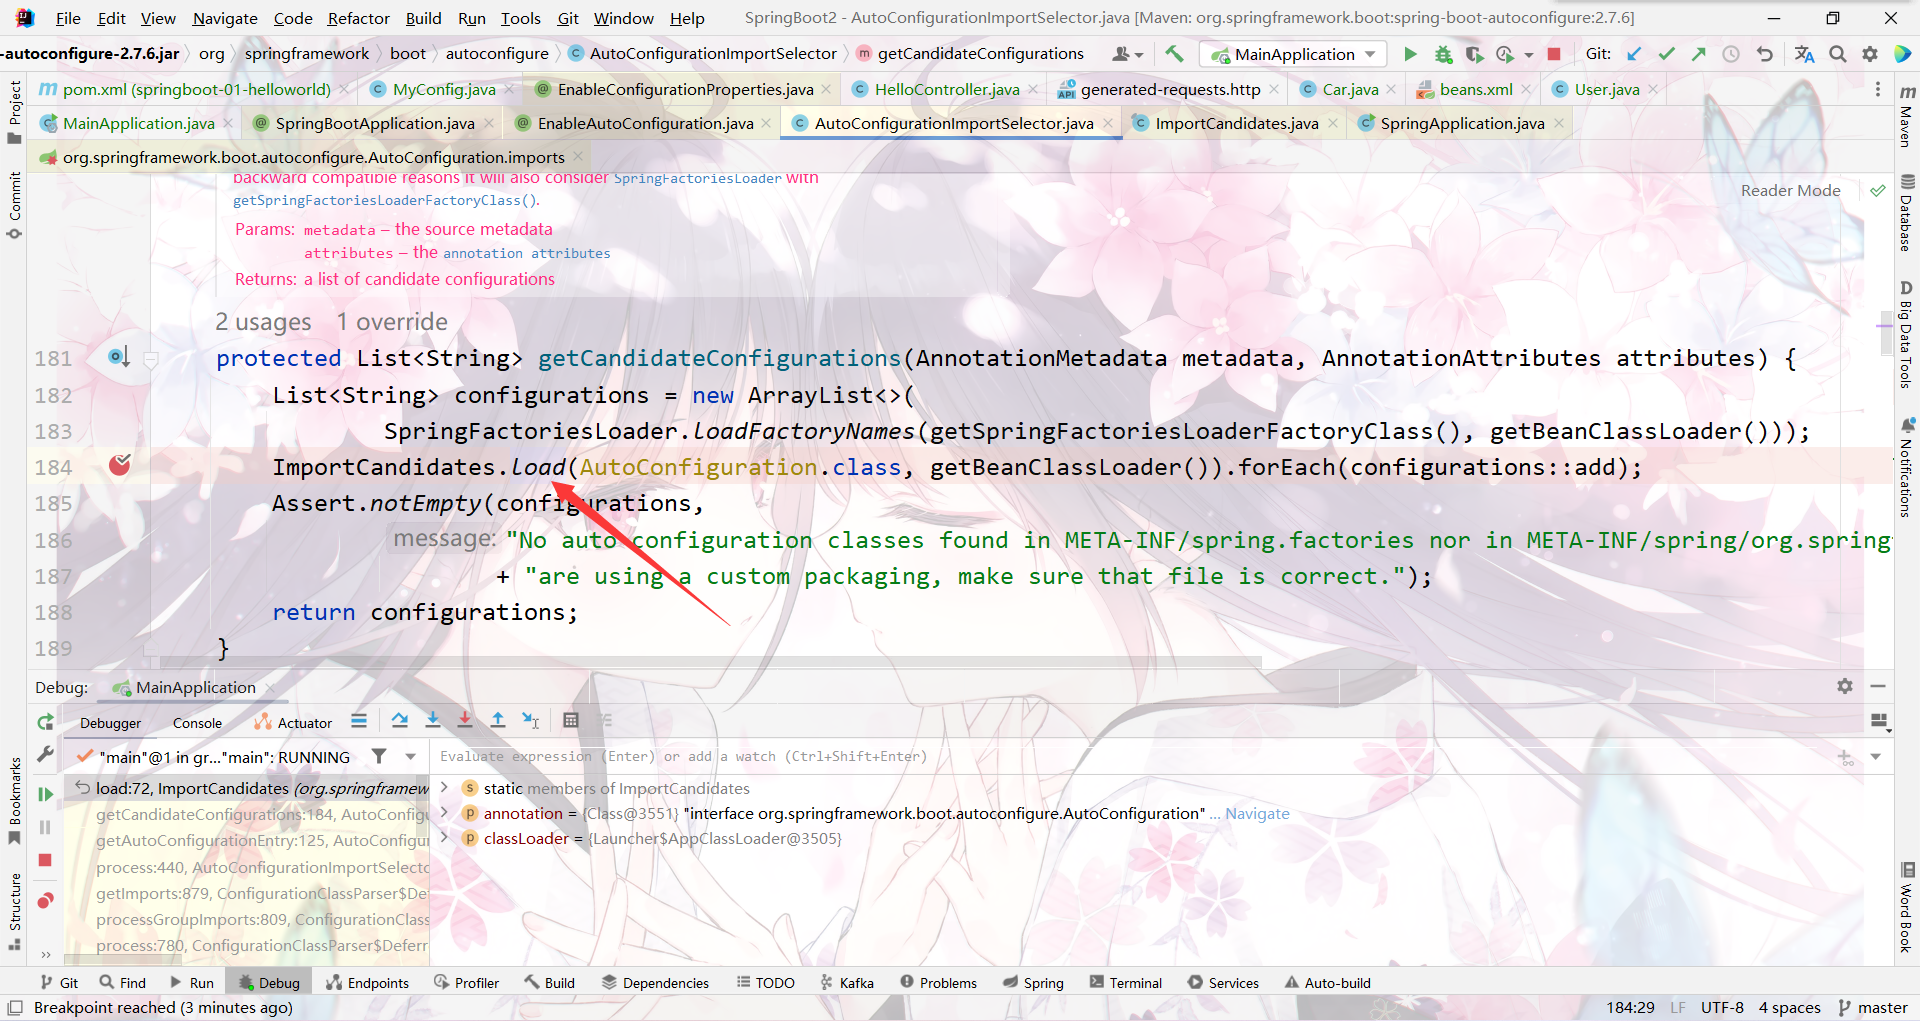 File Edit View Navigate Code Refactor Build Run Tools Git Window Help SpringBoot2 - AutoConfigurationImportSelector.java [Maven: org.springframework.boot:spring-boot-autoconfigure:2.7.6]
-autoconfigure-2.7.6.jar org springframework boot autoconfigure AutoConfigurationImportSelector getCandidateConfigurations MainApplication Git:
pom.xml (springboot-01-helloworld) MyConfig.java EnableConfigurationProperties.java HelloController.java generated-requests.http Car.java beans.xml User.java
MainApplication.java SpringBootApplication.java EnableAutoConfiguration.java AutoConfigurationImportSelector.java ImportCandidates.java SpringApplication.java
org.springframework.boot.autoconfigure.AutoConfiguration.imports
Project
Commit
Bookmarks
Structure
Maven
Database
Big Data Tools
Notifications
Word Book
Reader Mode
backward compatible reasons it will also consider SpringFactoriesLoader with
getSpringFactoriesLoaderFactoryClass().
Params: metadata – the source metadata
attributes – the annotation attributes
Returns: a list of candidate configurations
2 usages 1 override
181 protected List<String> getCandidateConfigurations(AnnotationMetadata metadata, AnnotationAttributes attributes) {
182 List<String> configurations = new ArrayList<>(
183 SpringFactoriesLoader.loadFactoryNames(getSpringFactoriesLoaderFactoryClass(), getBeanClassLoader()));
184 ImportCandidates.load(AutoConfiguration.class, getBeanClassLoader()).forEach(configurations::add);
185 Assert.notEmpty(configurations,
186 message: "No auto configuration classes found in META-INF/spring.factories nor in META-INF/spring/org.spring
187 + "are using a custom packaging, make sure that file is correct.");
188 return configurations;
189 }
Debug: MainApplication
Debugger Console Actuator
"main"@1 in gr..."main": RUNNING
Evaluate expression (Enter) or add a watch (Ctrl+Shift+Enter)
load:72, ImportCandidates (org.springframew
getCandidateConfigurations:184, AutoConfigu
getAutoConfigurationEntry:125, AutoConfigur
process:440, AutoConfigurationImportSelecto
getImports:879, ConfigurationClassParser$De
processGroupImports:809, ConfigurationClass
process:780, ConfigurationClassParser$Deferr
static members of ImportCandidates
annotation = {Class@3551} "interface org.springframework.boot.autoconfigure.AutoConfiguration" ... Navigate
classLoader = {Launcher$AppClassLoader@3505}
Git Find Run Debug Endpoints Profiler Build Dependencies TODO Kafka Problems Spring Terminal Services Auto-build
Breakpoint reached (3 minutes ago) 184:29 LF UTF-8 4 spaces master